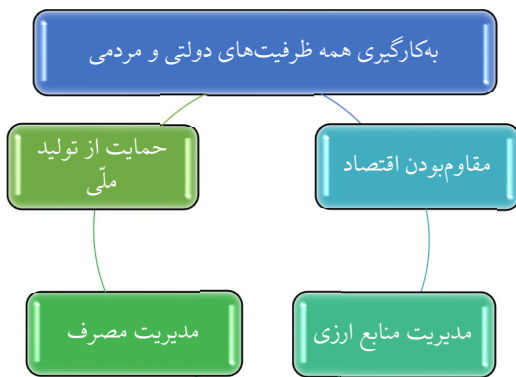 به‌کارگیری همه ظرفیت‌های دولتی و مردمی
مقاوم‌بودن اقتصاد
حمایت از تولید
ملّی
مدیریت منابع ارزی
مدیریت مصرف